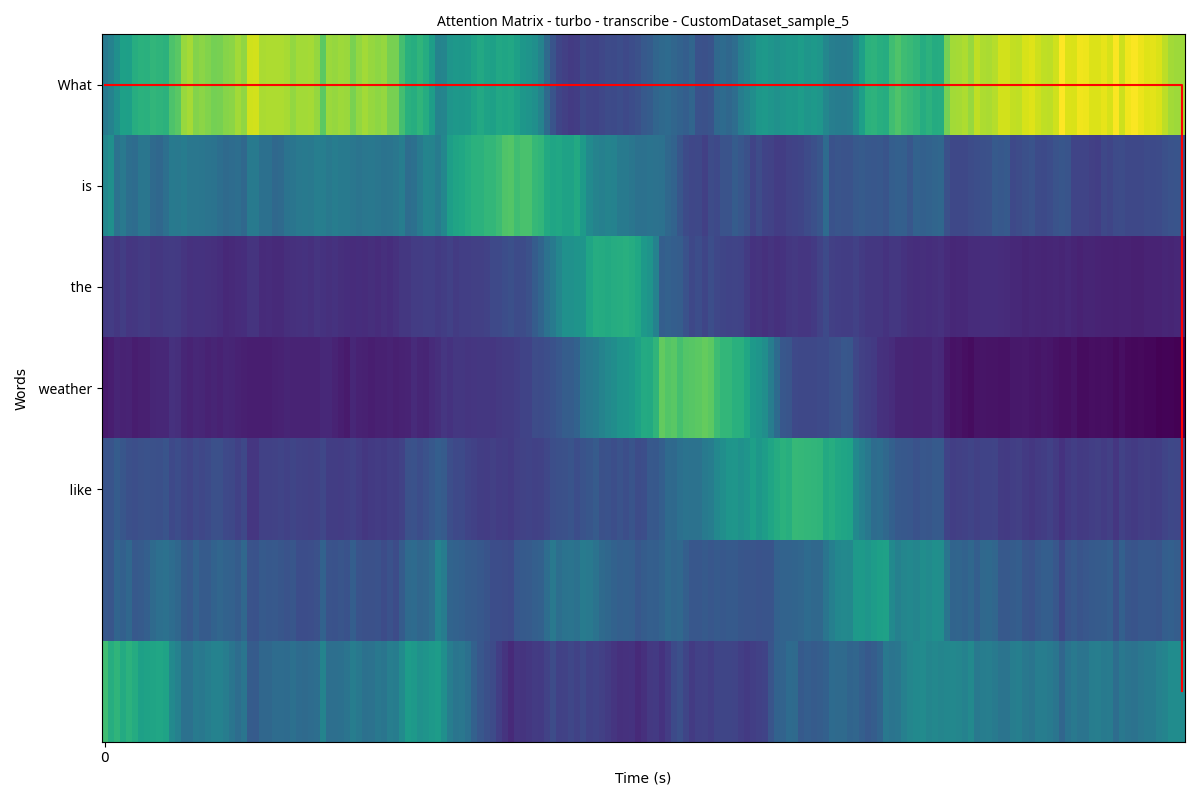 Attention Matrix - turbo - transcribe - CustomDataset_sample_5
What
is
the
weather
like
Words
0
Time (s)